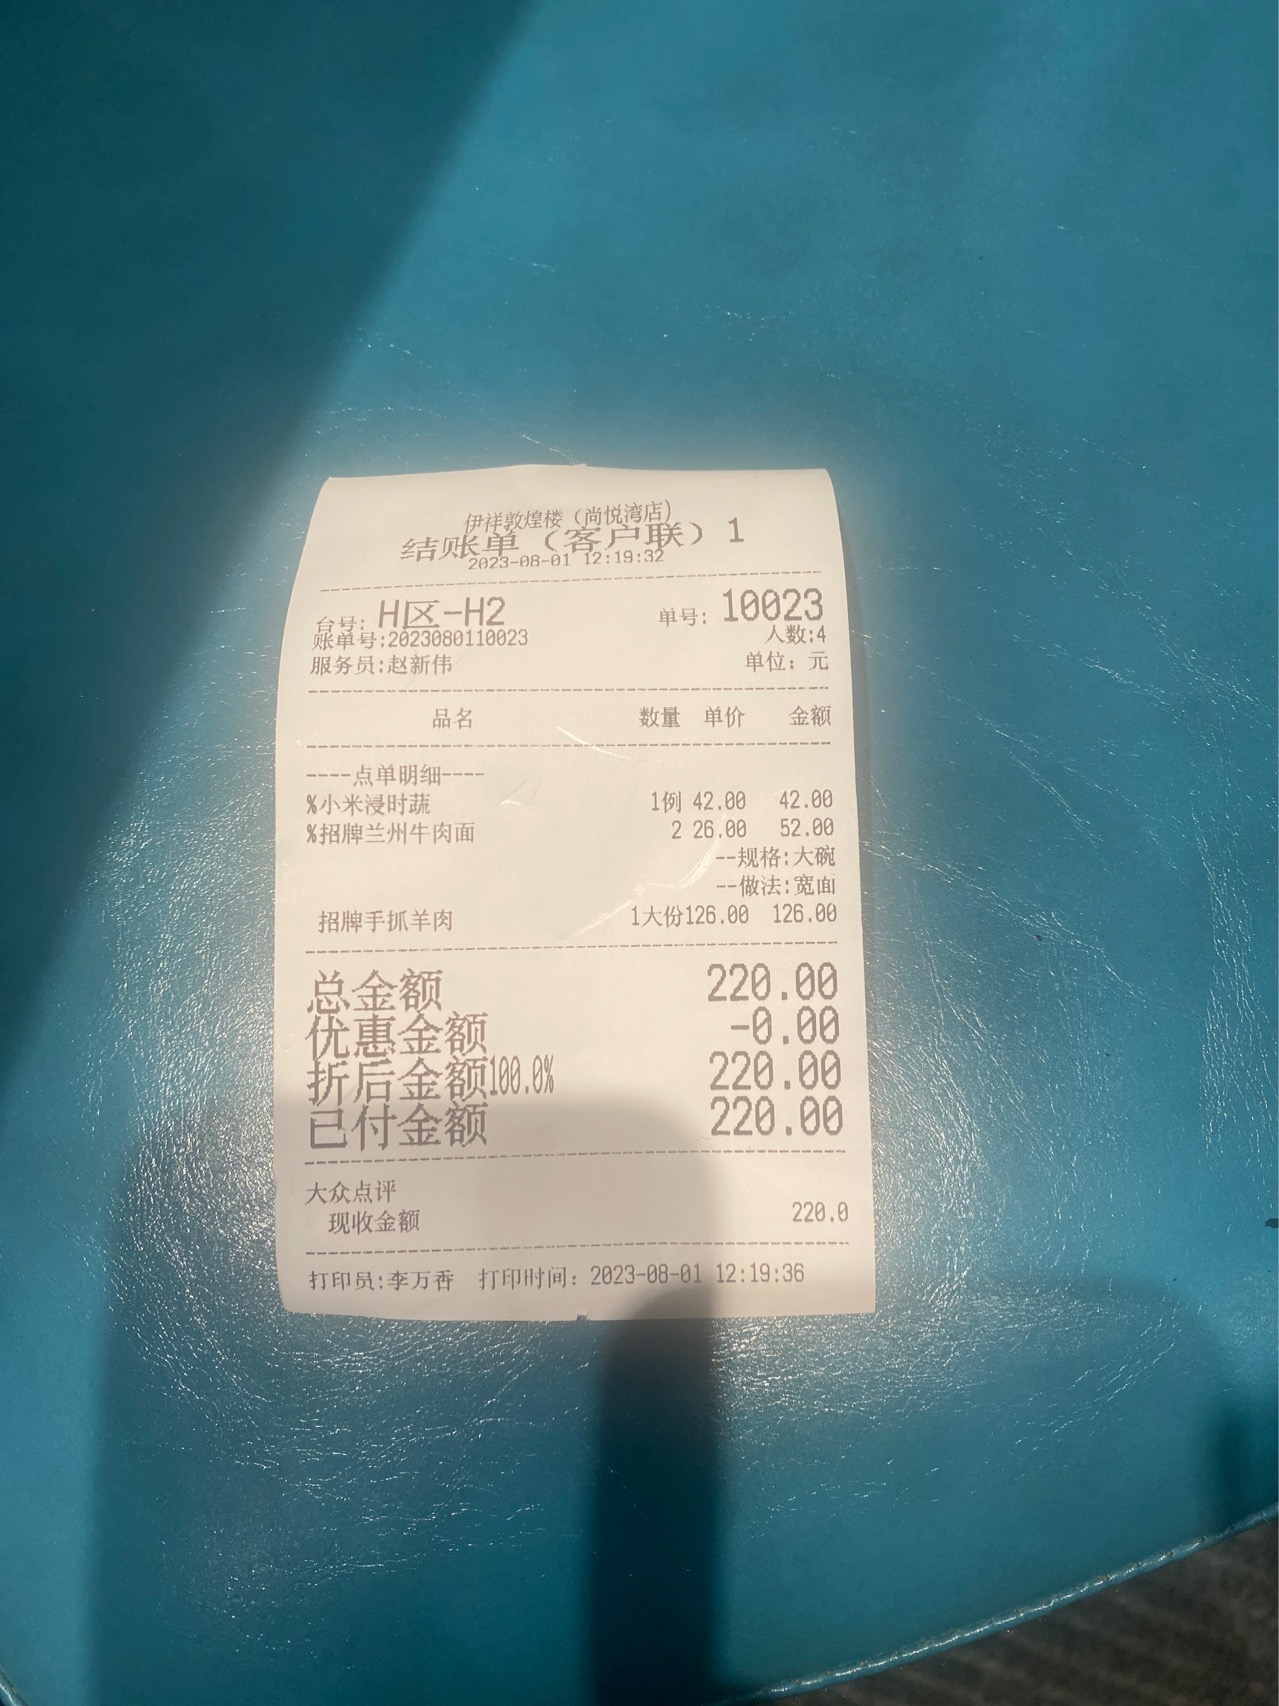 伊祥敦煌楼（尚悦湾店）
结账单（客户联）1
2023-08-01 12:19:32
台号: H区-H2 单号: 10023
账单号:2023080110023 人数:4
服务员:赵新伟 单位: 元
品名 数量 单价 金额
----点单明细----
%小米浸时蔬 1例 42.00 42.00
%招牌兰州牛肉面 2 26.00 52.00
--规格:大碗
--做法:宽面
招牌手抓羊肉 1大份126.00 126.00
总金额 220.00
优惠金额 -0.00
折后金额100.0% 220.00
已付金额 220.00
大众点评
现收金额 220.0
打印员:李万香 打印时间: 2023-08-01 12:19:36